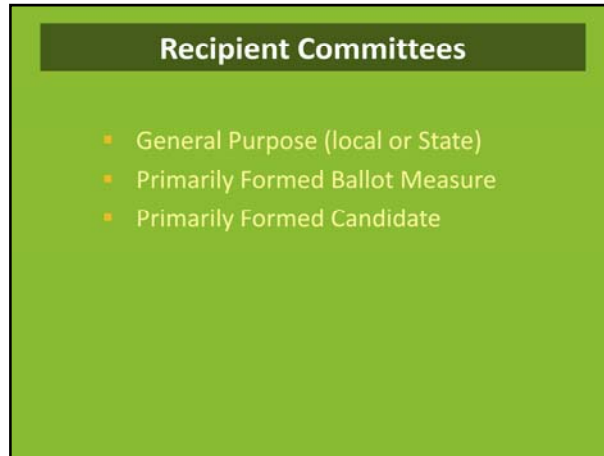 Recipient Committees
▪ General Purpose (local or State)
▪ Primarily Formed Ballot Measure
▪ Primarily Formed Candidate